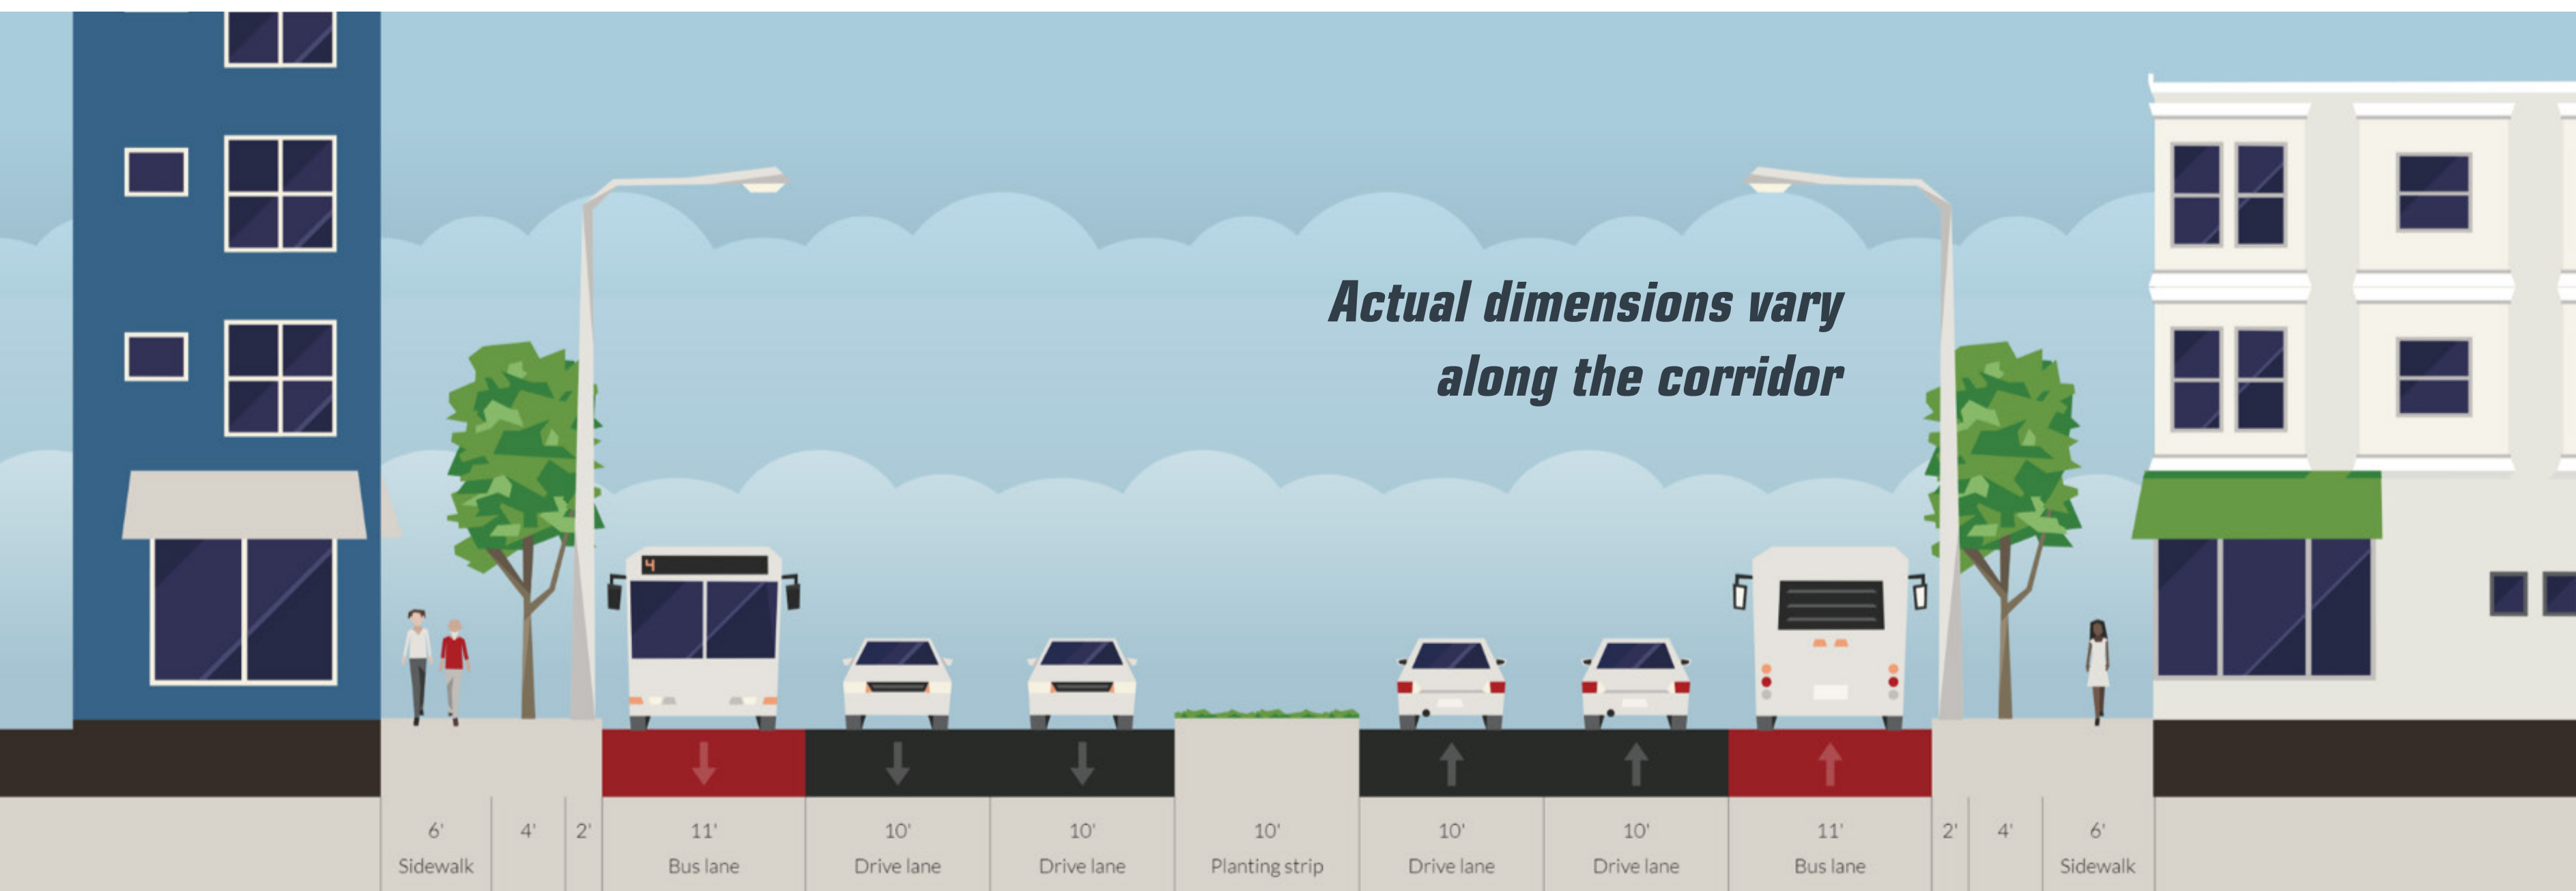 Actual dimensions vary
along the corridor
4
6' 4' 2' 11' 10' 10' 10' 10' 10' 11' 2' 4' 6'
Sidewalk Bus lane Drive lane Drive lane Planting strip Drive lane Drive lane Bus lane Sidewalk